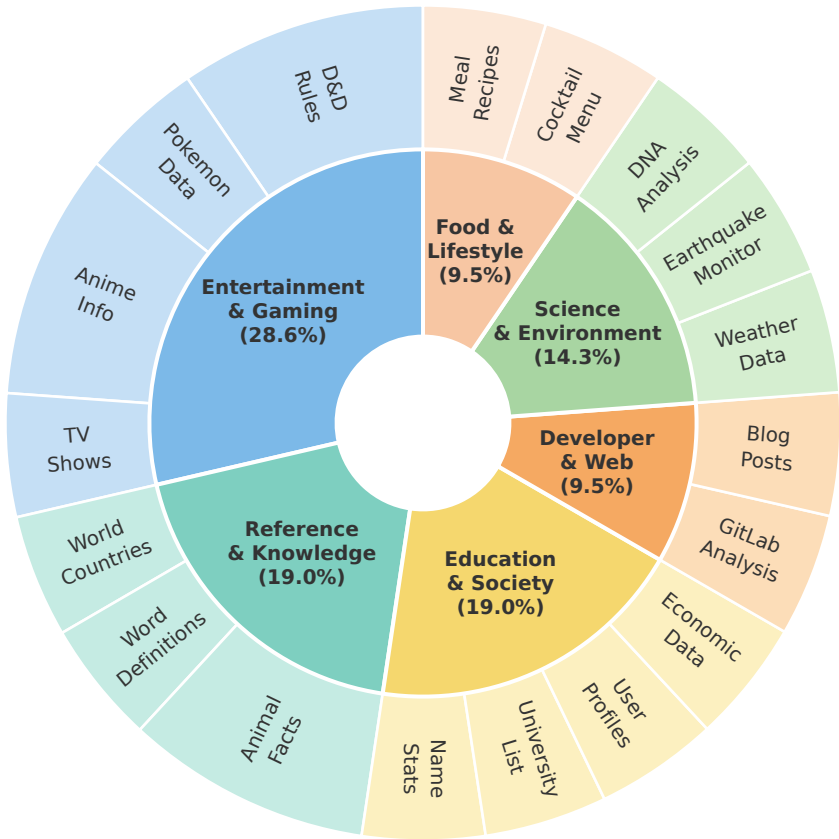 Entertainment
& Gaming
(28.6%)
Food &
Lifestyle
(9.5%)
Science
& Environment
(14.3%)
Developer
& Web
(9.5%)
Education
& Society
(19.0%)
Reference
& Knowledge
(19.0%)
D&D
Rules
Pokemon
Data
Anime
Info
TV
Shows
World
Countries
Word
Definitions
Animal
Facts
Name
Stats
University
List
User
Profiles
Economic
Data
GitLab
Analysis
Blog
Posts
Weather
Data
Earthquake
Monitor
DNA
Analysis
Cocktail
Menu
Meal
Recipes